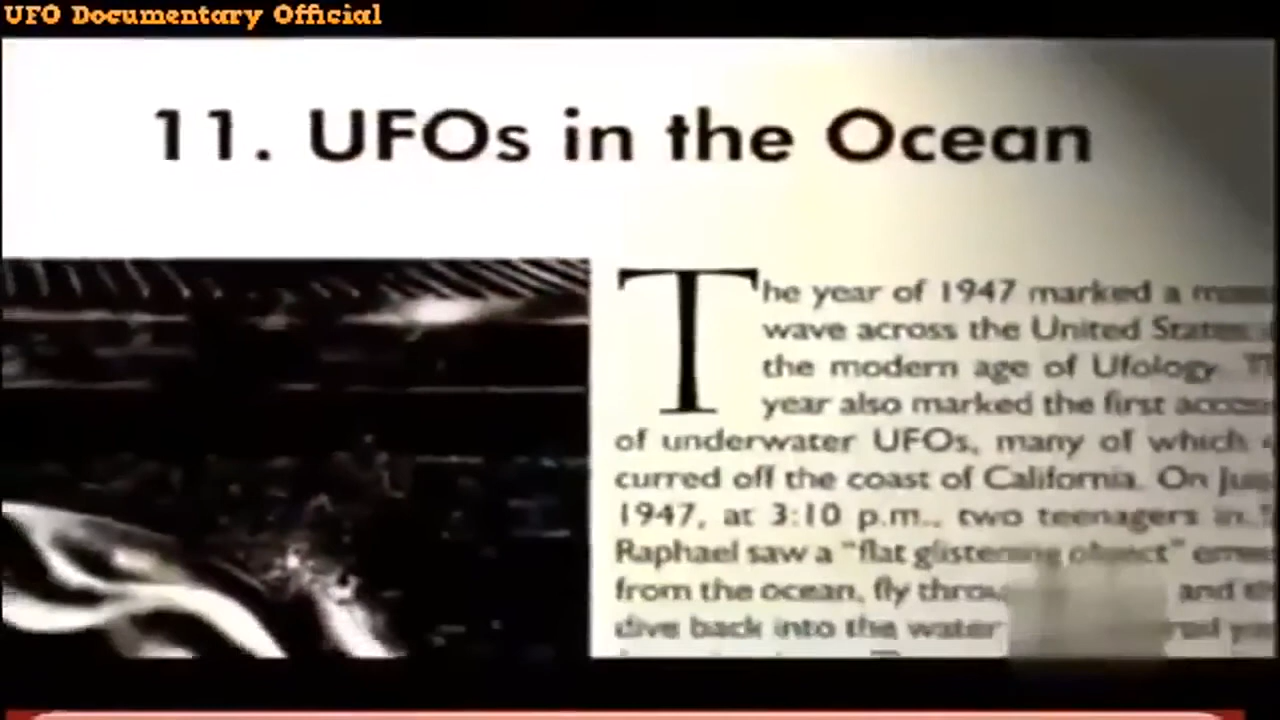 UFO Documentary Official
11. UFOs in the Ocean
The year of 1947 marked a
wave across the United States
the modern age of Ufology.
year also marked the first
of underwater UFOs, many of which
curred off the coast of California. On
1947, at 3:10 p.m., two teenagers in
Raphael saw a "flat glistening object"
from the ocean, fly and
dive back into the water